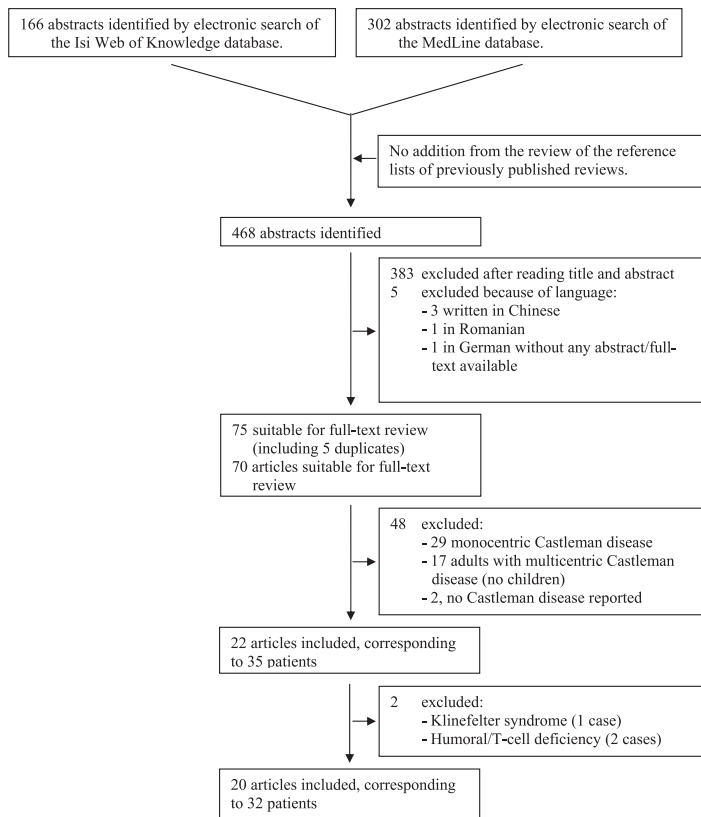 166 abstracts identified by electronic search of
the Isi Web of Knowledge database.
302 abstracts identified by electronic search of
the MedLine database.
No addition from the review of the reference
lists of previously published reviews.
468 abstracts identified
383 excluded after reading title and abstract
5 excluded because of language:
- 3 written in Chinese
- 1 in Romanian
- 1 in German without any abstract/full-
text available
75 suitable for full-text review
(including 5 duplicates)
70 articles suitable for full-text
review
48 excluded:
- 29 monocentric Castleman disease
- 17 adults with multicentric Castleman
disease (no children)
- 2, no Castleman disease reported
22 articles included, corresponding
to 35 patients
2 excluded:
- Klinefelter syndrome (1 case)
- Humoral/T-cell deficiency (2 cases)
20 articles included, corresponding
to 32 patients